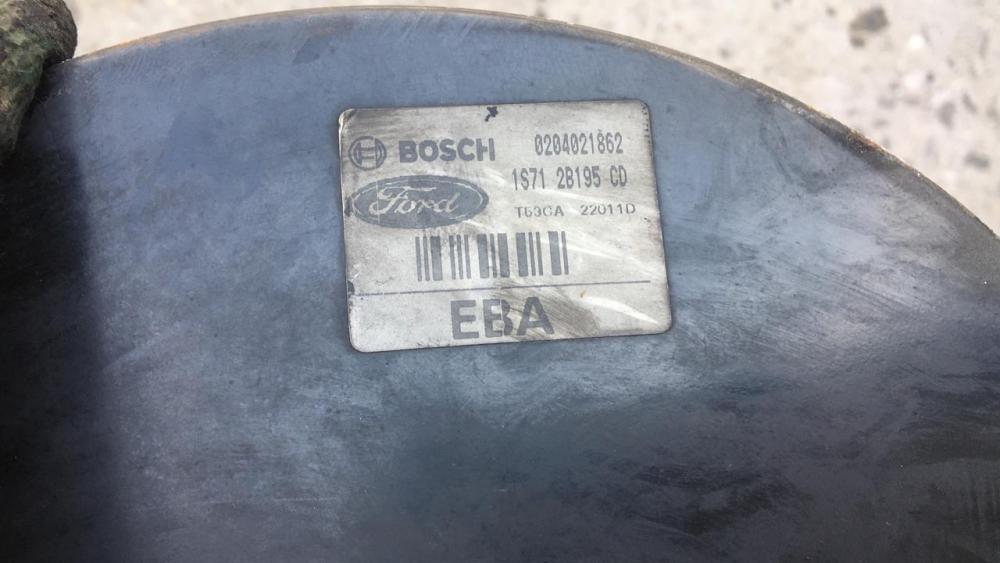 BOSCH 0204021862
1S71 2B195 CD
Ford
T53CA 22011D
EBA